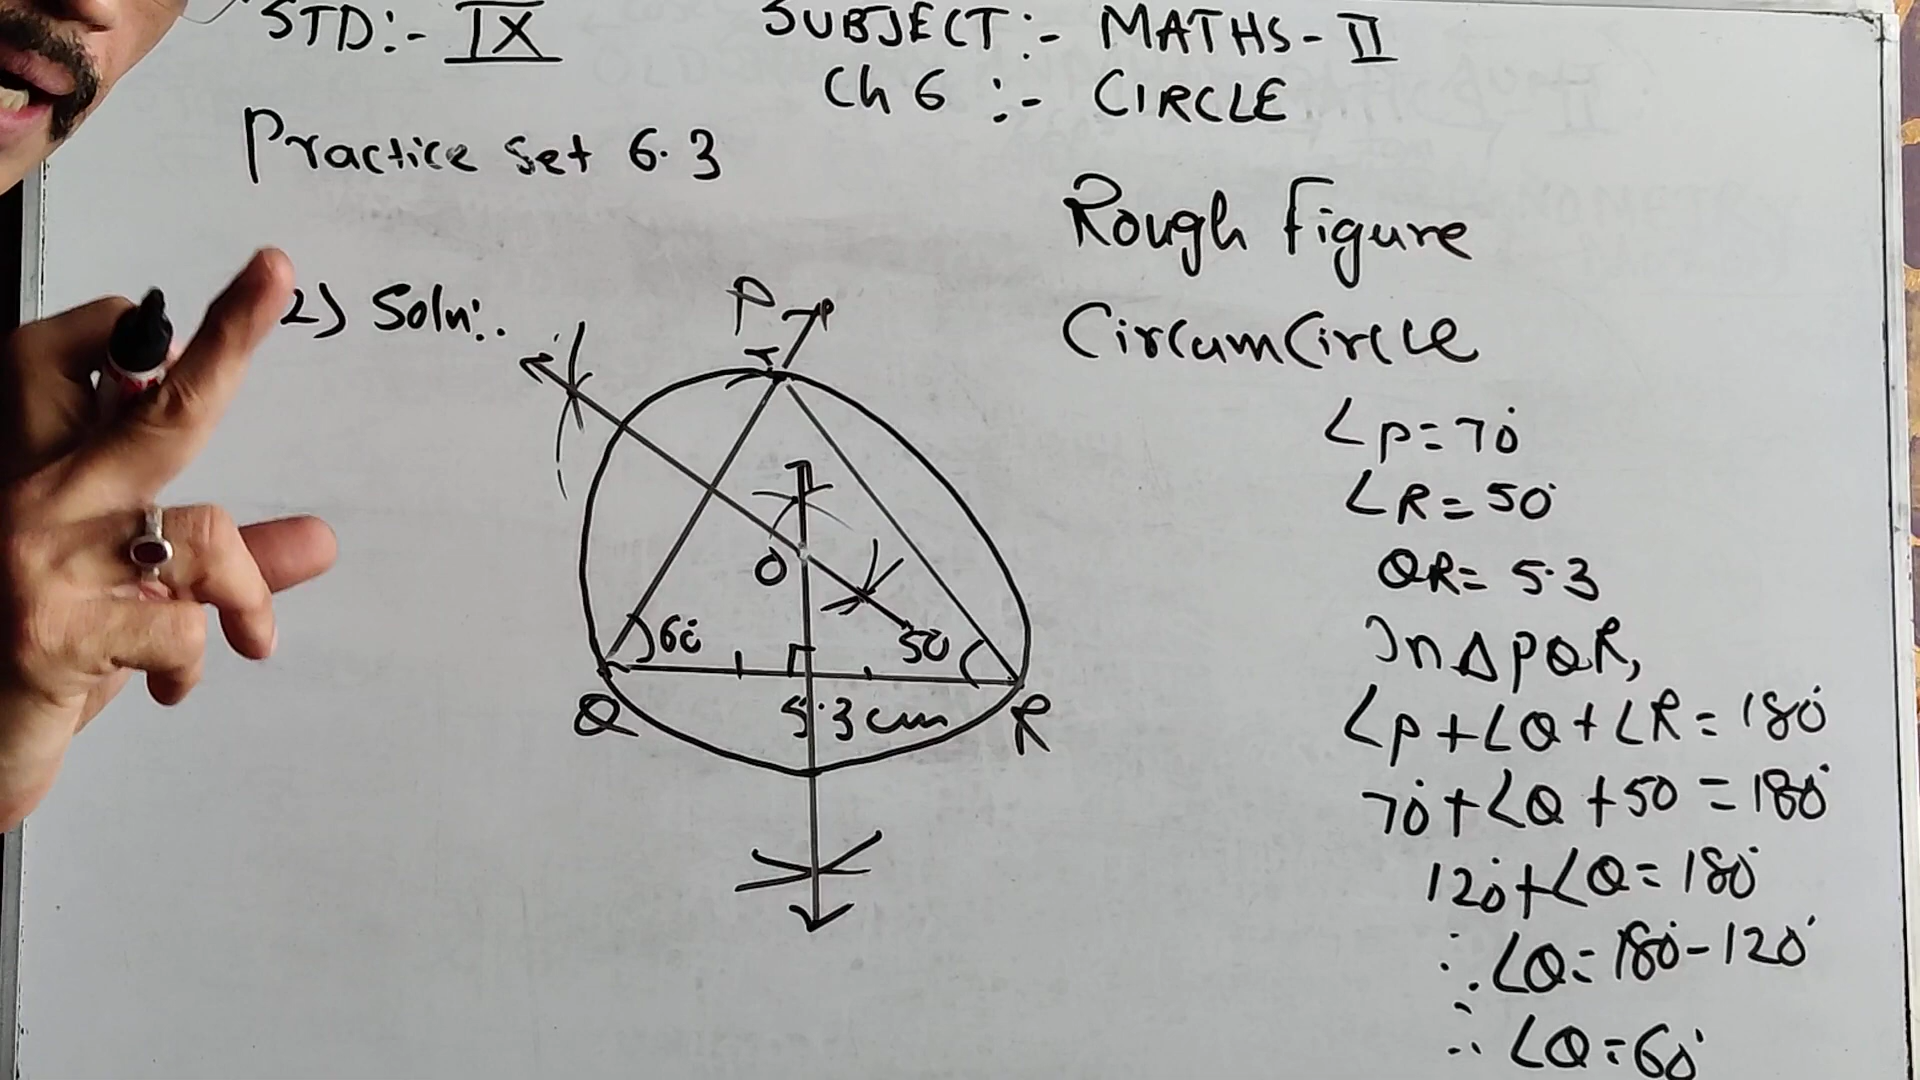 STD:- IX
SUBJECT:- MATHS-II
Ch 6 :- CIRCLE
Practice Set 6.3
Rough Figure
2) Soln:.
CircumCircle
P
O
60°
50
Q
5.3 cm
R
∠P=70°
∠R=50°
QR= 5.3
In ΔPQR,
∠P+∠Q+∠R=180°
70°+∠Q+50=180°
120°+∠Q=180°
∴∠Q=180°-120°
∴∠Q=60°